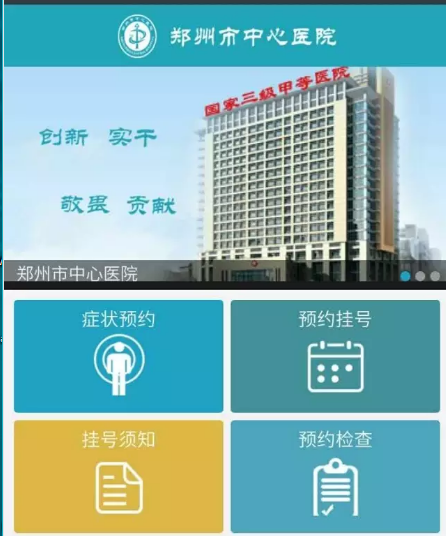 郑州市中心医院
国家三级甲等医院
创新 实干
敬畏 贡献
郑州市中心医院
症状预约
预约挂号
挂号须知
预约检查